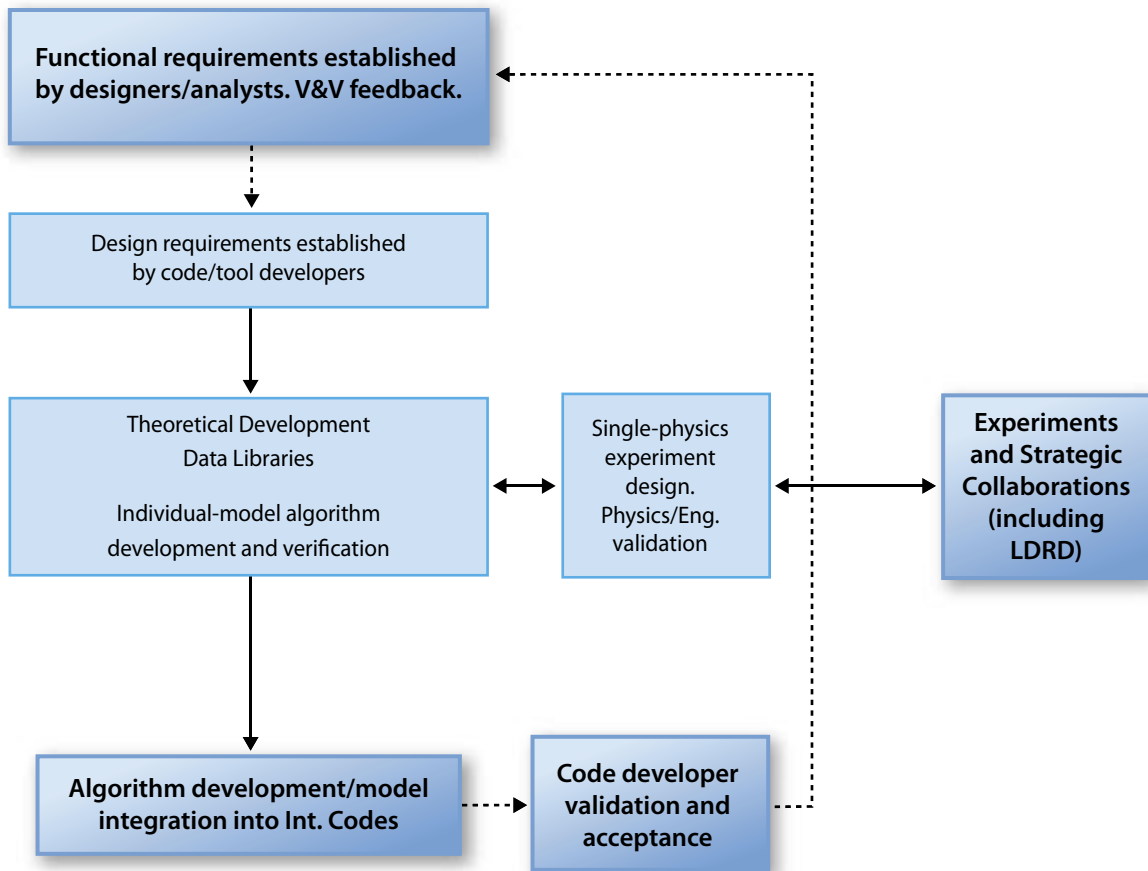 Functional requirements established
by designers/analysts. V&V feedback.
Design requirements established
by code/tool developers
Theoretical Development
Data Libraries
Individual-model algorithm
development and verification
Single-physics
experiment
design.
Physics/Eng.
validation
Experiments
and Strategic
Collaborations
(including
LDRD)
Algorithm development/model
integration into Int. Codes
Code developer
validation and
acceptance